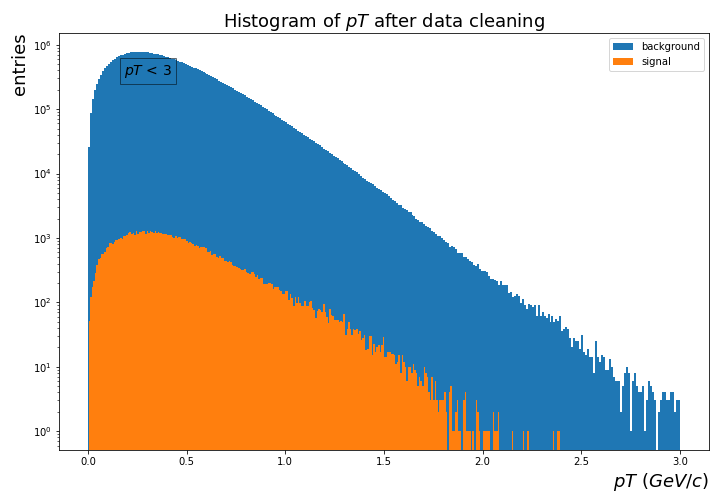 Histogram of pT after data cleaning
entries
10⁶
10⁵
10⁴
10³
10²
10¹
10⁰
pT < 3
background
signal
0.0 0.5 1.0 1.5 2.0 2.5 3.0
pT (GeV/c)